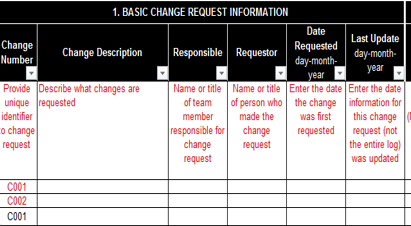 1. BASIC CHANGE REQUEST INFORMATION
Change
Number
Change Description
Responsible
Requestor
Date
Requested
day-month-
year
Last Update
day-month-
year
Provide
unique
identifier
to change
request
Describe what changes are
requested
Name or title
of team
member
responsible for
change
request
Name or title
of person who
made the
change
request
Enter the date
the change
was first
requested
Enter the date
information for
this change
request (not
the entire log)
was updated
C001
C002
C001